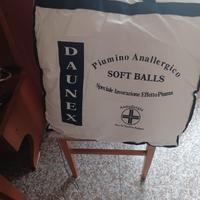 DAUNEX
Piumino Anallergico
SOFT BALLS
Speciale lavorazione Effetto Piuma